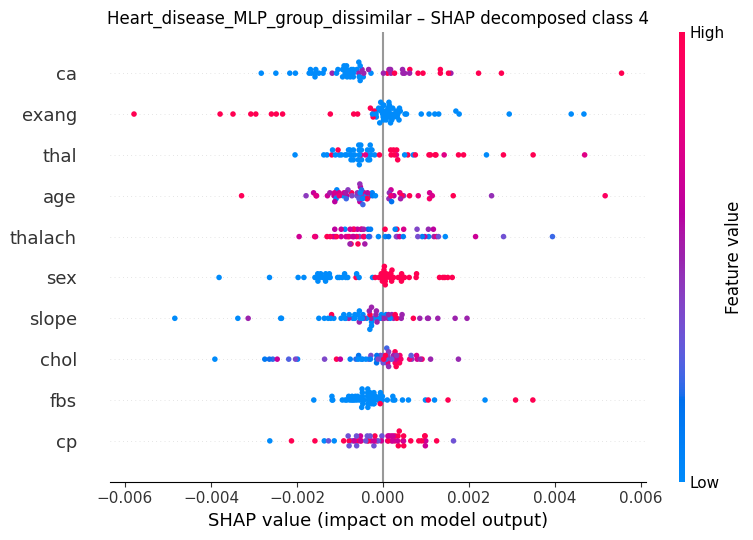 Heart_disease_MLP_group_dissimilar – SHAP decomposed class 4
High
ca
exang
thal
age
thalach
sex
slope
chol
fbs
cp
Feature value
Low
−0.006 −0.004 −0.002 0.000 0.002 0.004 0.006
SHAP value (impact on model output)